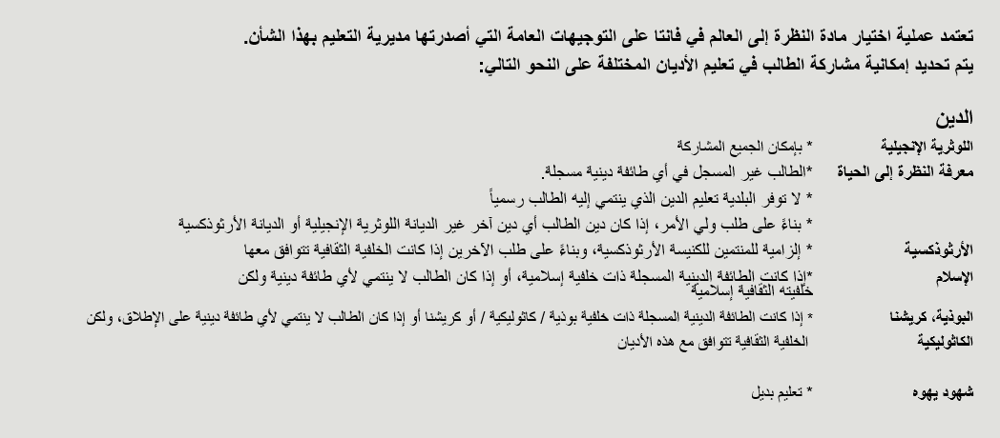 تعتمد عملية اختيار مادة النظرة إلى العالم في فانتا على التوجيهات العامة التي أصدرتها مديرية التعليم بهذا الشأن.
يتم تحديد إمكانية مشاركة الطالب في تعليم الأديان المختلفة على النحو التالي:
الدين
اللوثرية الإنجيلية * بإمكان الجميع المشاركة
معرفة النظرة إلى الحياة *الطالب غير المسجل في أي طائفة دينية مسجلة.
* لا توفر البلدية تعليم الدين الذي ينتمي إليه الطالب رسمياً
* بناءً على طلب ولي الأمر، إذا كان دين الطالب أي دين آخر غير الديانة اللوثرية الإنجيلية أو الديانة الأرثوذكسية
الأرثوذكسية * إلزامية للمنتمين للكنيسة الأرثوذكسية، وبناءً على طلب الآخرين إذا كانت الخلفية الثقافية تتوافق معها
الإسلام *إذا كانت الطائفة الدينية المسجلة ذات خلفية إسلامية، أو إذا كان الطالب لا ينتمي لأي طائفة دينية ولكن
خلفيته الثقافية إسلامية
البوذية، كريشنا * إذا كانت الطائفة الدينية المسجلة ذات خلفية بوذية / كاثوليكية / أو كريشنا أو إذا كان الطالب لا ينتمي لأي طائفة دينية على الإطلاق، ولكن
الكاثوليكية الخلفية الثقافية تتوافق مع هذه الأديان
شهود يهوه * تعليم بديل